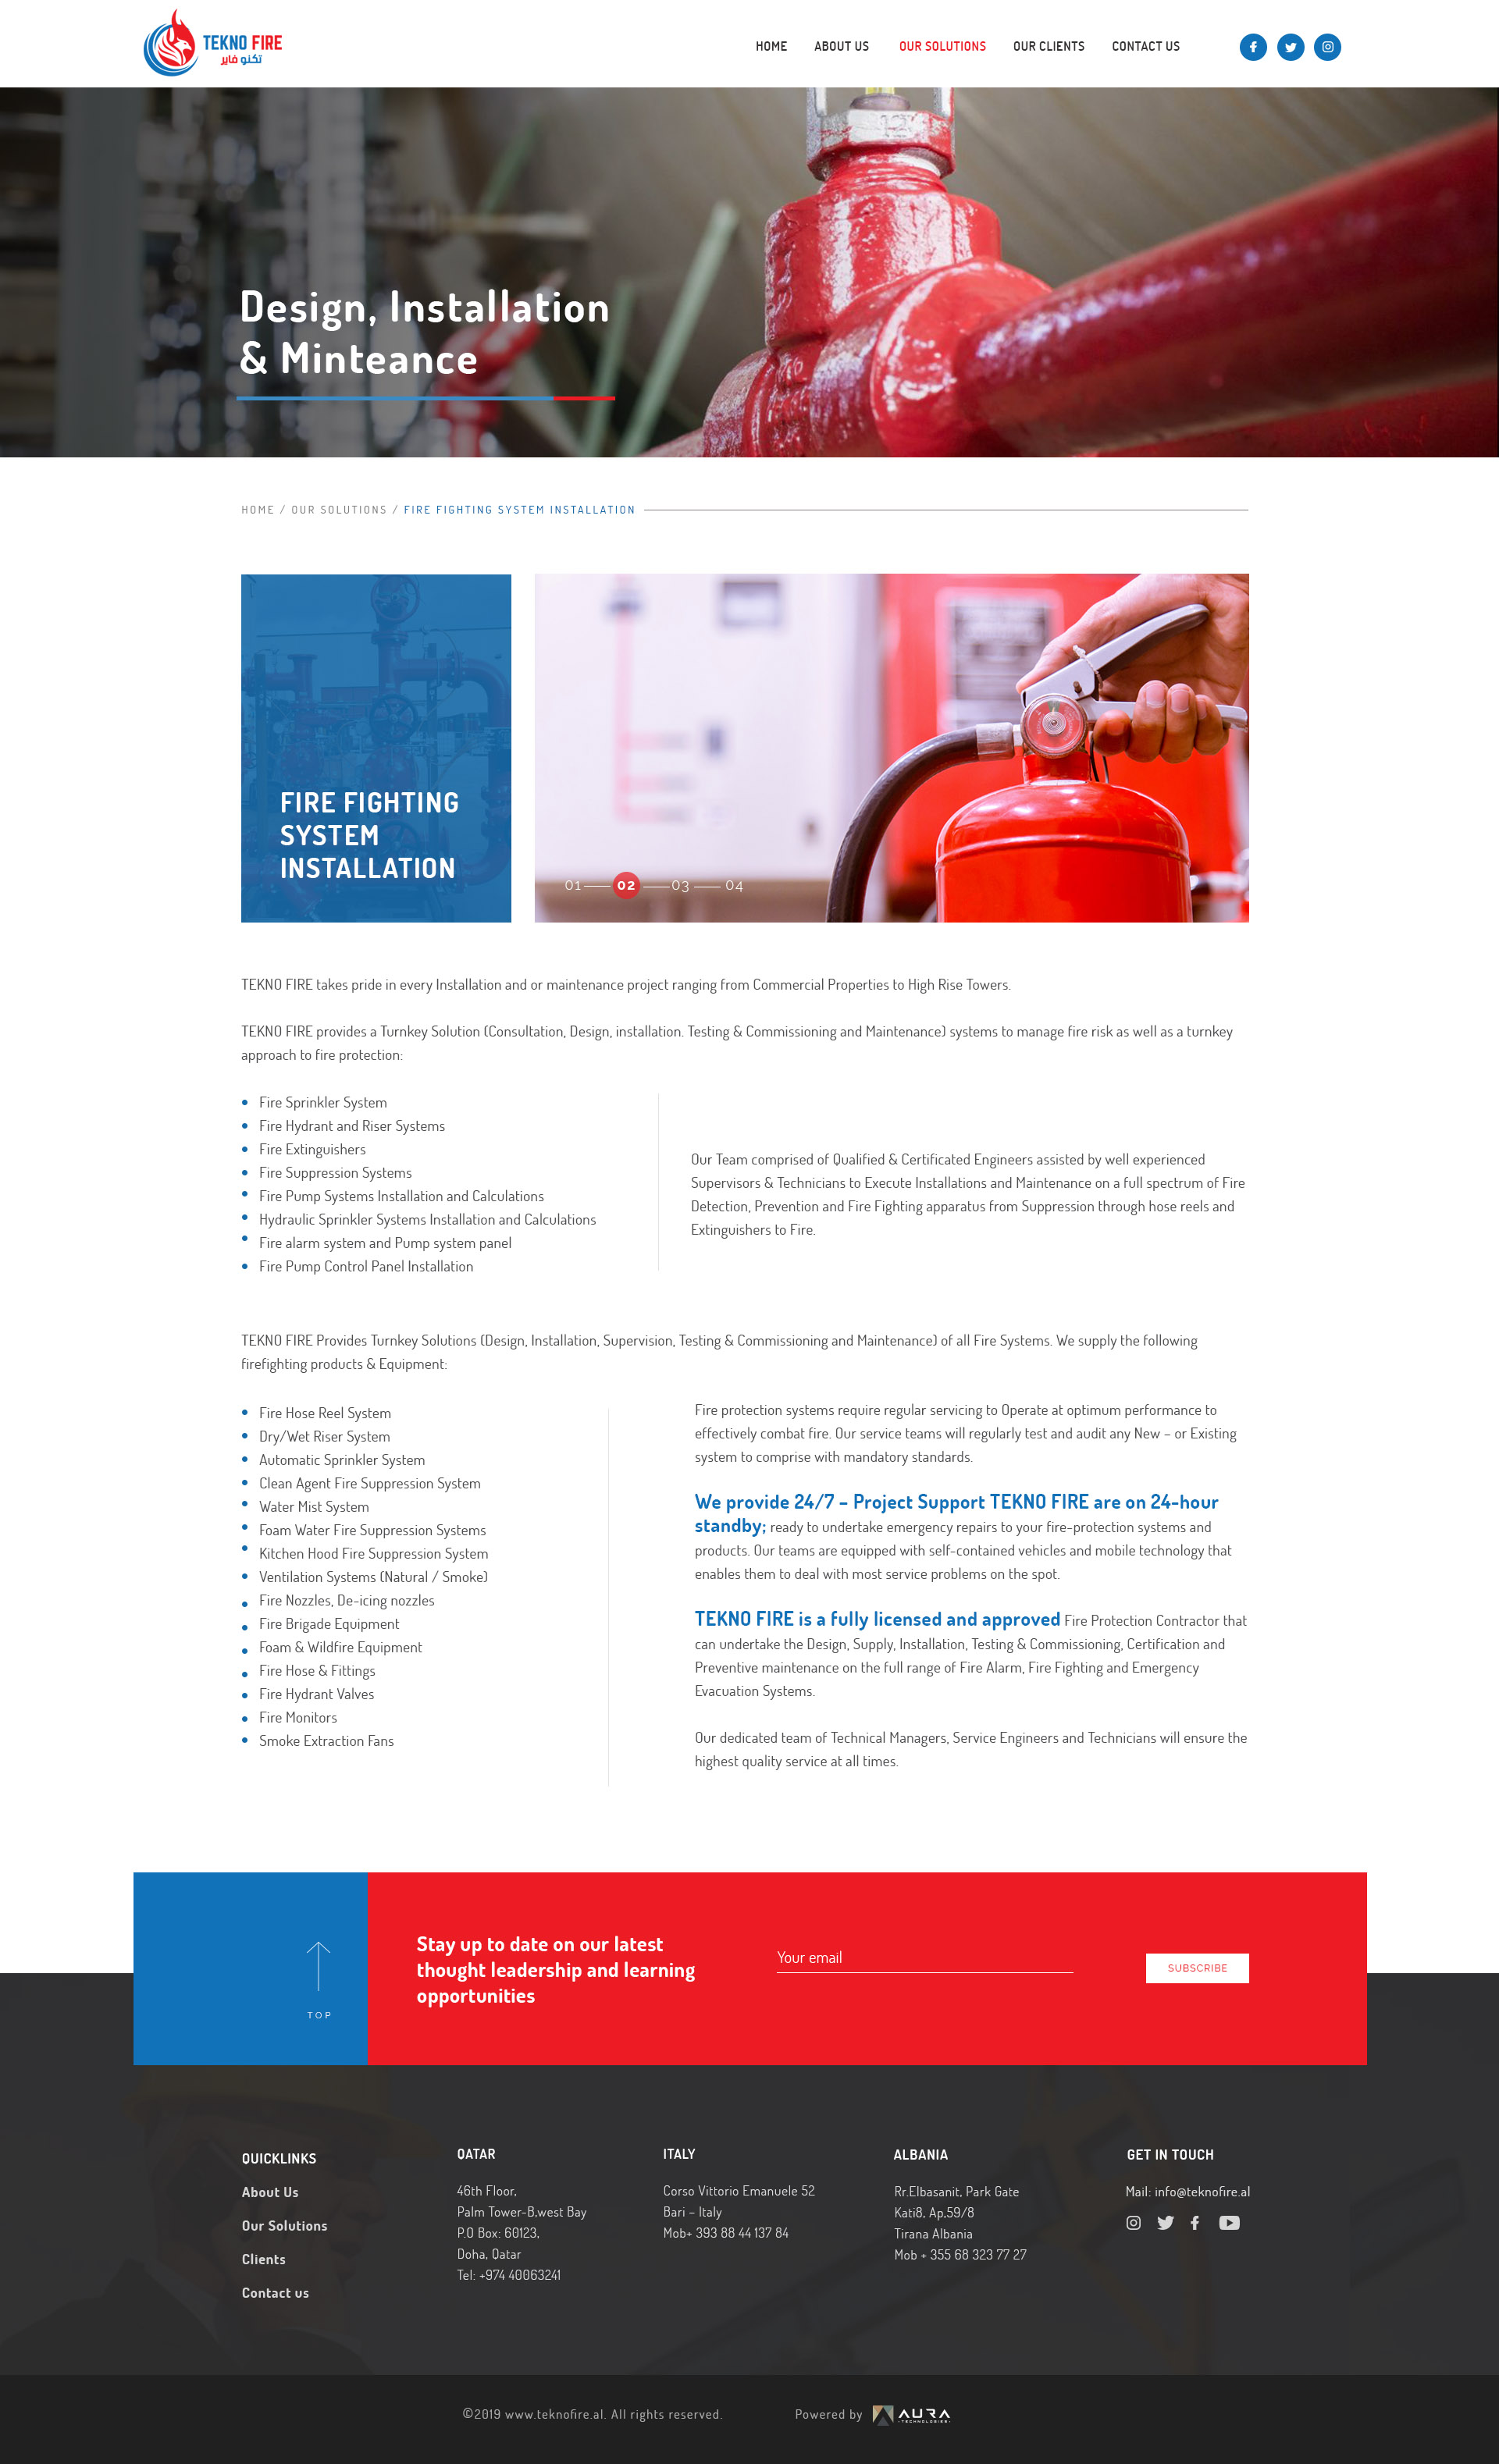 TEKNO FIRE
تكنو فاير
HOME
ABOUT US
OUR SOLUTIONS
OUR CLIENTS
CONTACT US
12
Design, Installation
& Minteance
HOME / OUR SOLUTIONS / FIRE FIGHTING SYSTEM INSTALLATION
FIRE FIGHTING
SYSTEM
INSTALLATION
01 02 03 04
TEKNO FIRE takes pride in every Installation and or maintenance project ranging from Commercial Properties to High Rise Towers.
TEKNO FIRE provides a Turnkey Solution (Consultation, Design, installation. Testing & Commissioning and Maintenance) systems to manage fire risk as well as a turnkey
approach to fire protection:
Fire Sprinkler System
Fire Hydrant and Riser Systems
Fire Extinguishers
Fire Suppression Systems
Fire Pump Systems Installation and Calculations
Hydraulic Sprinkler Systems Installation and Calculations
Fire alarm system and Pump system panel
Fire Pump Control Panel Installation
Our Team comprised of Qualified & Certificated Engineers assisted by well experienced
Supervisors & Technicians to Execute Installations and Maintenance on a full spectrum of Fire
Detection, Prevention and Fire Fighting apparatus from Suppression through hose reels and
Extinguishers to Fire.
TEKNO FIRE Provides Turnkey Solutions (Design, Installation, Supervision, Testing & Commissioning and Maintenance) of all Fire Systems. We supply the following
firefighting products & Equipment:
Fire Hose Reel System
Dry/Wet Riser System
Automatic Sprinkler System
Clean Agent Fire Suppression System
Water Mist System
Foam Water Fire Suppression Systems
Kitchen Hood Fire Suppression System
Ventilation Systems (Natural / Smoke)
Fire Nozzles, De-icing nozzles
Fire Brigade Equipment
Foam & Wildfire Equipment
Fire Hose & Fittings
Fire Hydrant Valves
Fire Monitors
Smoke Extraction Fans
Fire protection systems require regular servicing to Operate at optimum performance to
effectively combat fire. Our service teams will regularly test and audit any New – or Existing
system to comprise with mandatory standards.
We provide 24/7 – Project Support TEKNO FIRE are on 24-hour
standby; ready to undertake emergency repairs to your fire-protection systems and
products. Our teams are equipped with self-contained vehicles and mobile technology that
enables them to deal with most service problems on the spot.
TEKNO FIRE is a fully licensed and approved Fire Protection Contractor that
can undertake the Design, Supply, Installation, Testing & Commissioning, Certification and
Preventive maintenance on the full range of Fire Alarm, Fire Fighting and Emergency
Evacuation Systems.
Our dedicated team of Technical Managers, Service Engineers and Technicians will ensure the
highest quality service at all times.
TOP
Stay up to date on our latest
thought leadership and learning
opportunities
Your email
SUBSCRIBE
QUICKLINKS
About Us
Our Solutions
Clients
Contact us
QATAR
46th Floor,
Palm Tower-B,west Bay
P.O Box: 60123,
Doha, Qatar
Tel: +974 40063241
ITALY
Corso Vittorio Emanuele 52
Bari – Italy
Mob+ 393 88 44 137 84
ALBANIA
Rr.Elbasanit, Park Gate
Kati8, Ap,59/8
Tirana Albania
Mob + 355 68 323 77 27
GET IN TOUCH
Mail: info@teknofire.al
©2019 www.teknofire.al. All rights reserved.
Powered by
AURA
TECHNOLOGIES